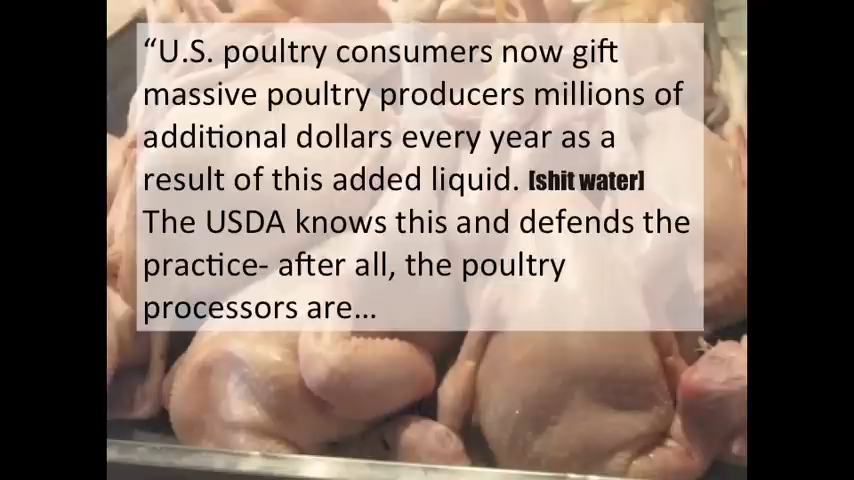 “U.S. poultry consumers now gift
massive poultry producers millions of
additional dollars every year as a
result of this added liquid. [shit water]
The USDA knows this and defends the
practice- after all, the poultry
processors are…